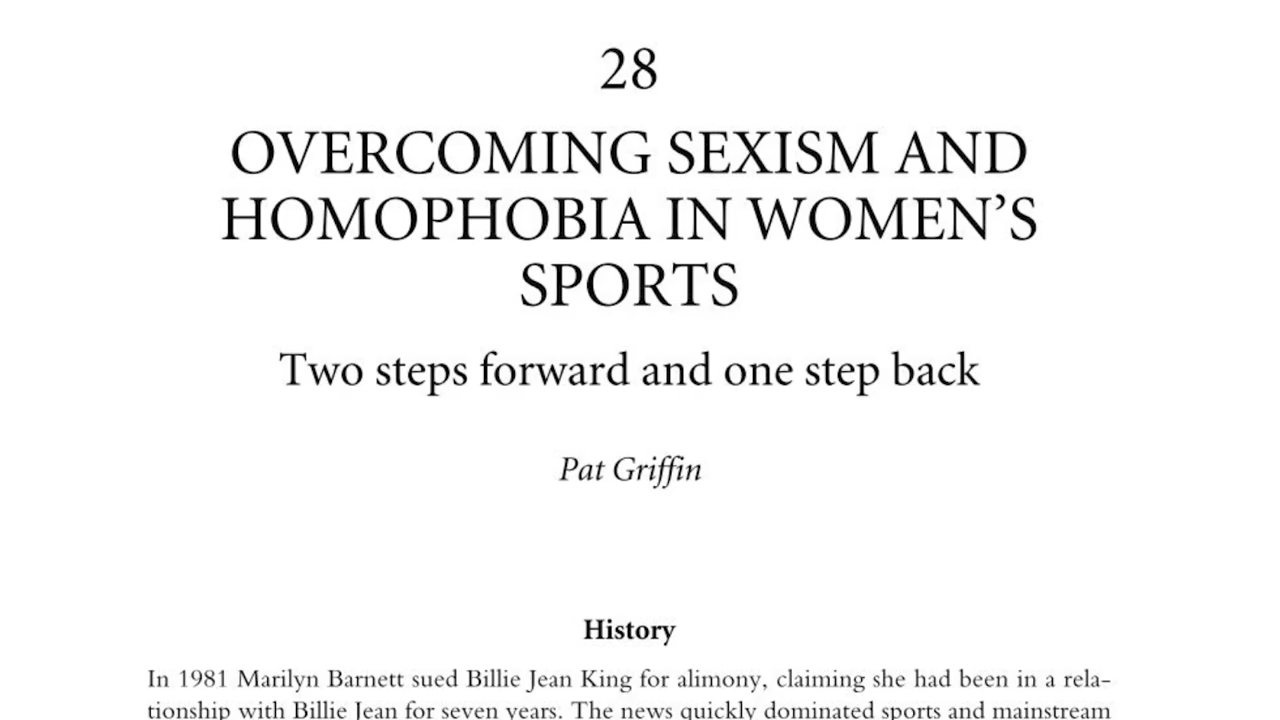 28
OVERCOMING SEXISM AND
HOMOPHOBIA IN WOMEN’S
SPORTS
Two steps forward and one step back
Pat Griffin
History
In 1981 Marilyn Barnett sued Billie Jean King for alimony, claiming she had been in a rela-
tionship with Billie Jean for seven years. The news quickly dominated sports and mainstream